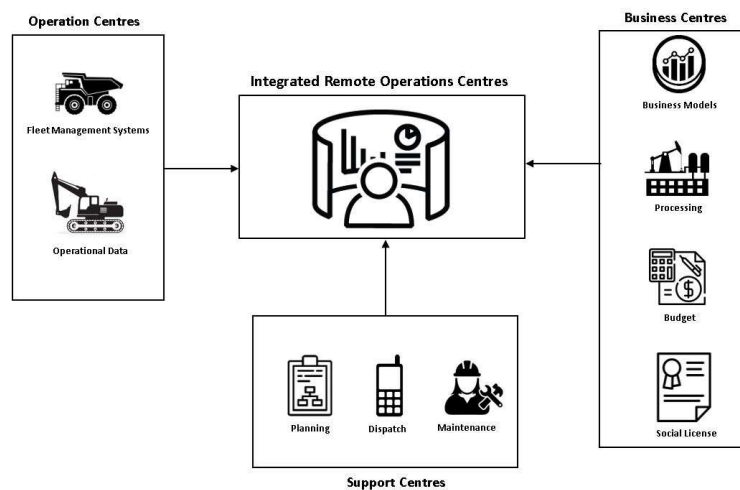 Operation Centres
Fleet Management Systems
Operational Data
Integrated Remote Operations Centres
Business Centres
Business Models
Processing
Budget
Social License
Planning
Dispatch
Maintenance
Support Centres